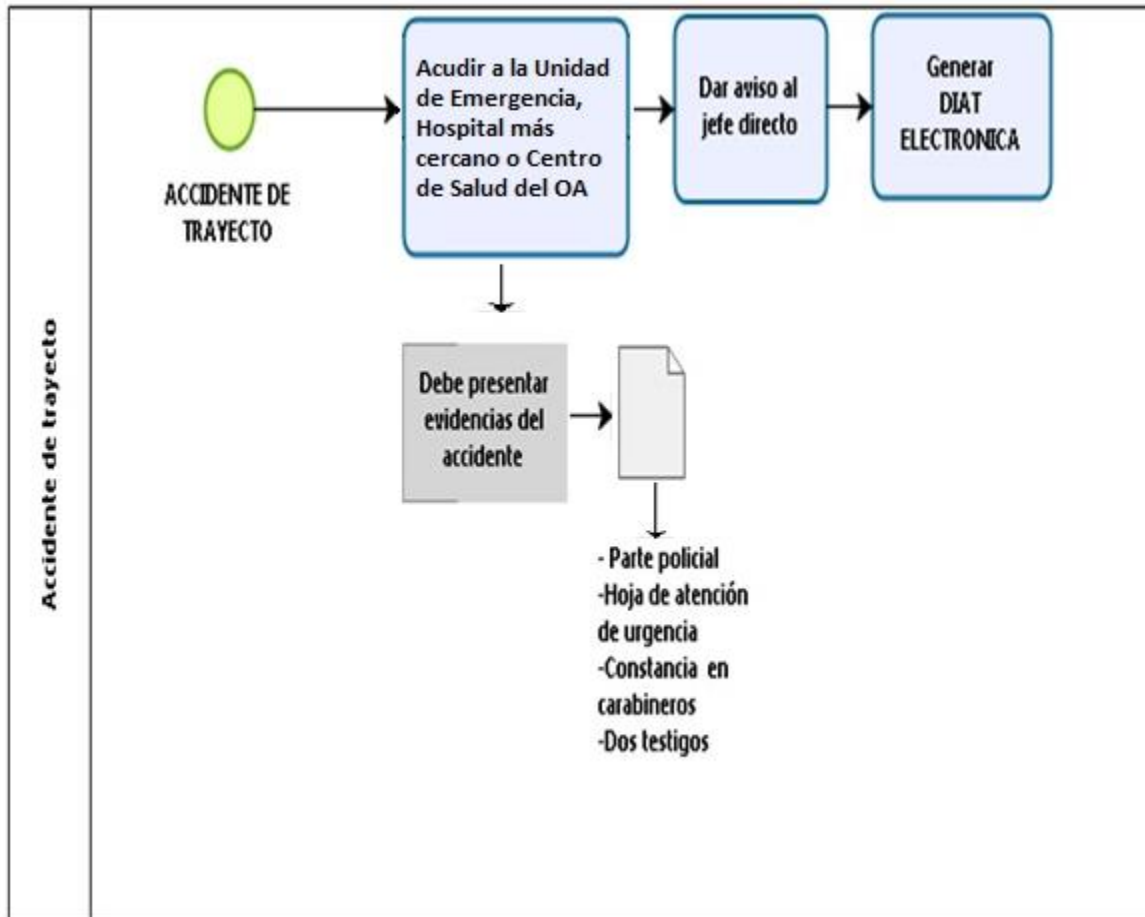 Accidente de trayecto
ACCIDENTE DE
TRAYECTO
Acudir a la Unidad
de Emergencia,
Hospital más
cercano o Centro
de Salud del OA
Dar aviso al
jefe directo
Generar
DIAT
ELECTRONICA
Debe presentar
evidencias del
accidente
- Parte policial
-Hoja de atención
de urgencia
-Constancia en
carabineros
-Dos testigos